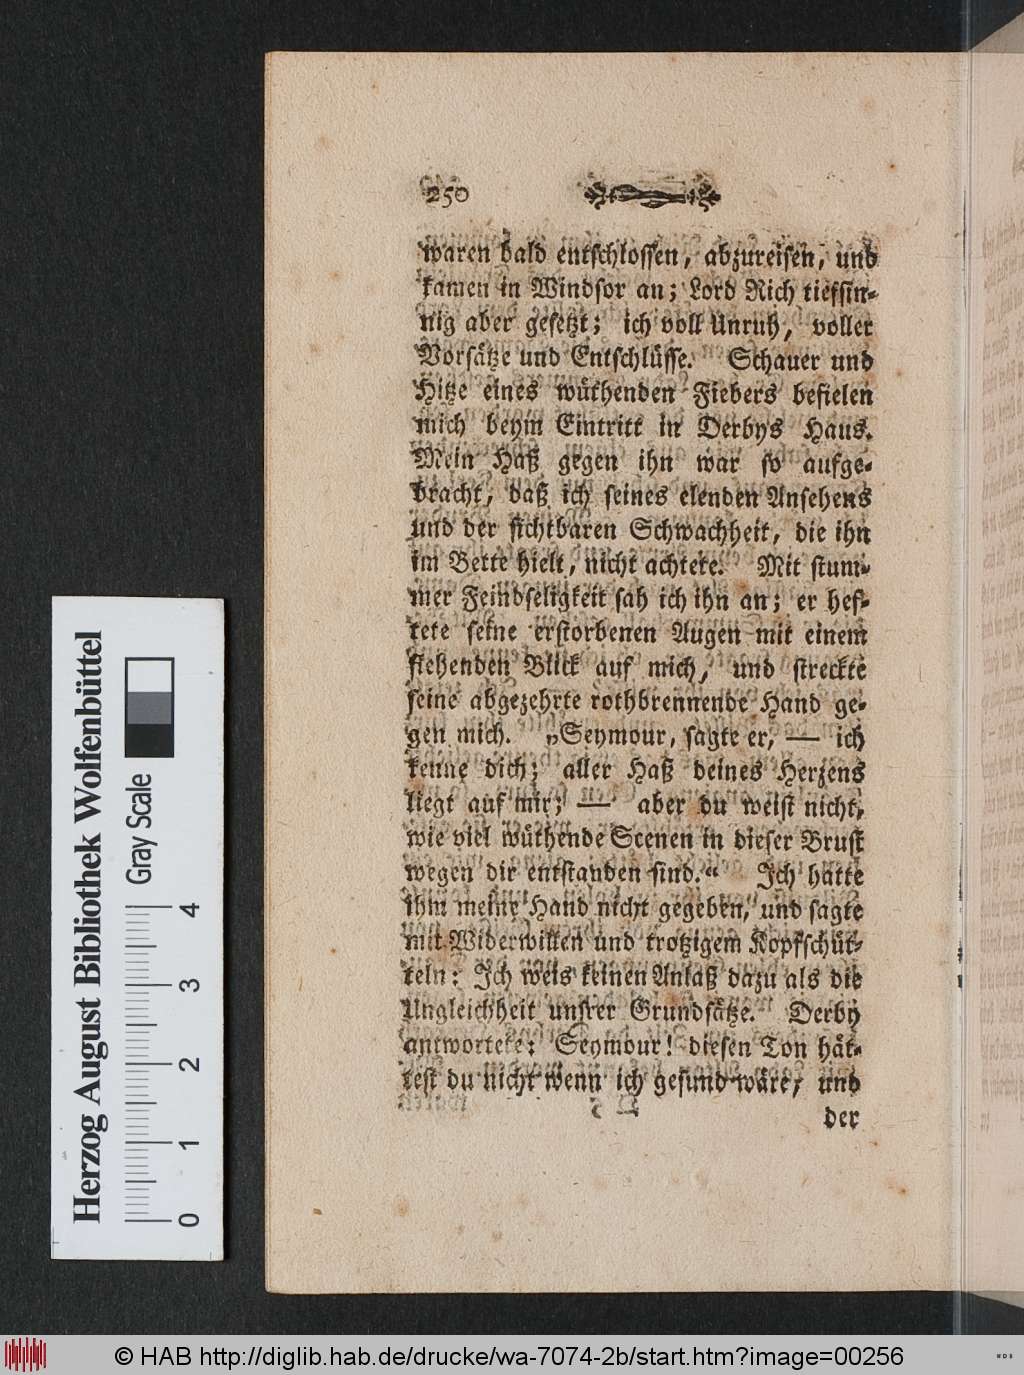 250
waren bald entschlossen, abzureisen, und
kamen in Windsor an; Lord Rich tiefsin-
nig aber gesetzt; ich voll Unruh, voller
Vorsätze und Entschlüsse. Schauer und
Hitze eines wüthenden Fiebers befielen
mich beym Eintritt in Derbys Haus.
Mein Haß gegen ihn war so aufge-
bracht, daß ich seines elenden Ansehens
und der sichtbaren Schwachheit, die ihn
im Bette hielt, nicht achtete. Mit stum-
mer Feindseligkeit sah ich ihn an; er hef-
tete seine erstorbenen Augen mit einem
flehenden Blick auf mich, und streckte
seine abgezehrte rothbrennende Hand ge-
gen mich. „Seymour, sagte er, — ich
kenne dich; aller Haß deines Herzens
liegt auf mir; — aber du weist nicht,
wie viel wüthende Scenen in dieser Brust
wegen dir entstanden sind.“ Ich hatte
ihm meine Hand nicht gegeben, und sagte
mit Widerwillen und trotzigem Kopfschüt-
teln: Ich weis keinen Anlaß dazu als die
Ungleichheit unsrer Grundsätze. Derby
antwortete: Seymour! diesen Ton hät-
test du nicht wenn ich gesund wäre, und
der
Herzog August Bibliothek Wolfenbüttel
Gray Scale
0 1 2 3 4
© HAB http://diglib.hab.de/drucke/wa-7074-2b/start.htm?image=00256
WDB